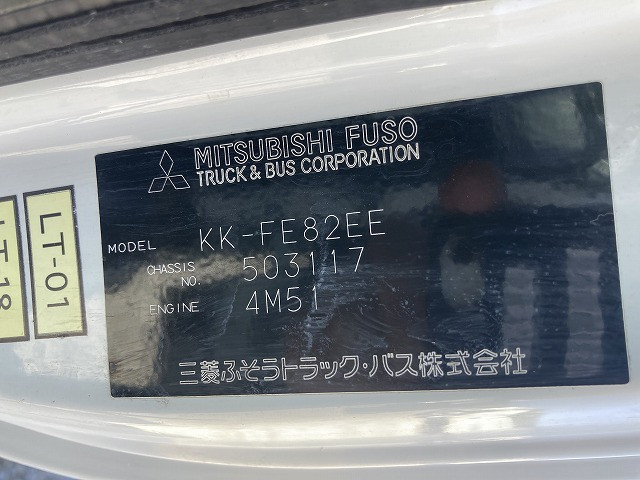 MITSUBISHI FUSO
TRUCK & BUS CORPORATION
MODEL KK-FE82EE
CHASSIS NO. 503117
ENGINE 4M51
三菱ふそうトラック・バス株式会社
LT-01
LT18